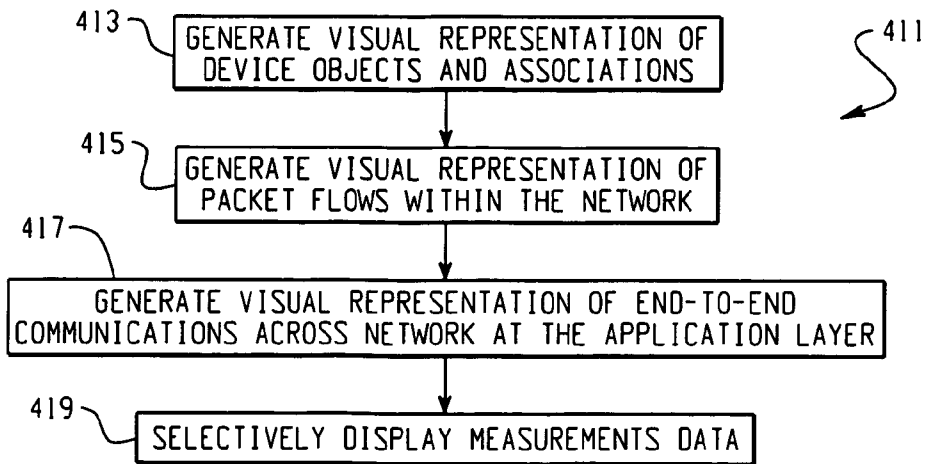 413
GENERATE VISUAL REPRESENTATION OF
DEVICE OBJECTS AND ASSOCIATIONS
411
415
GENERATE VISUAL REPRESENTATION OF
PACKET FLOWS WITHIN THE NETWORK
417
GENERATE VISUAL REPRESENTATION OF END-TO-END
COMMUNICATIONS ACROSS NETWORK AT THE APPLICATION LAYER
419
SELECTIVELY DISPLAY MEASUREMENTS DATA